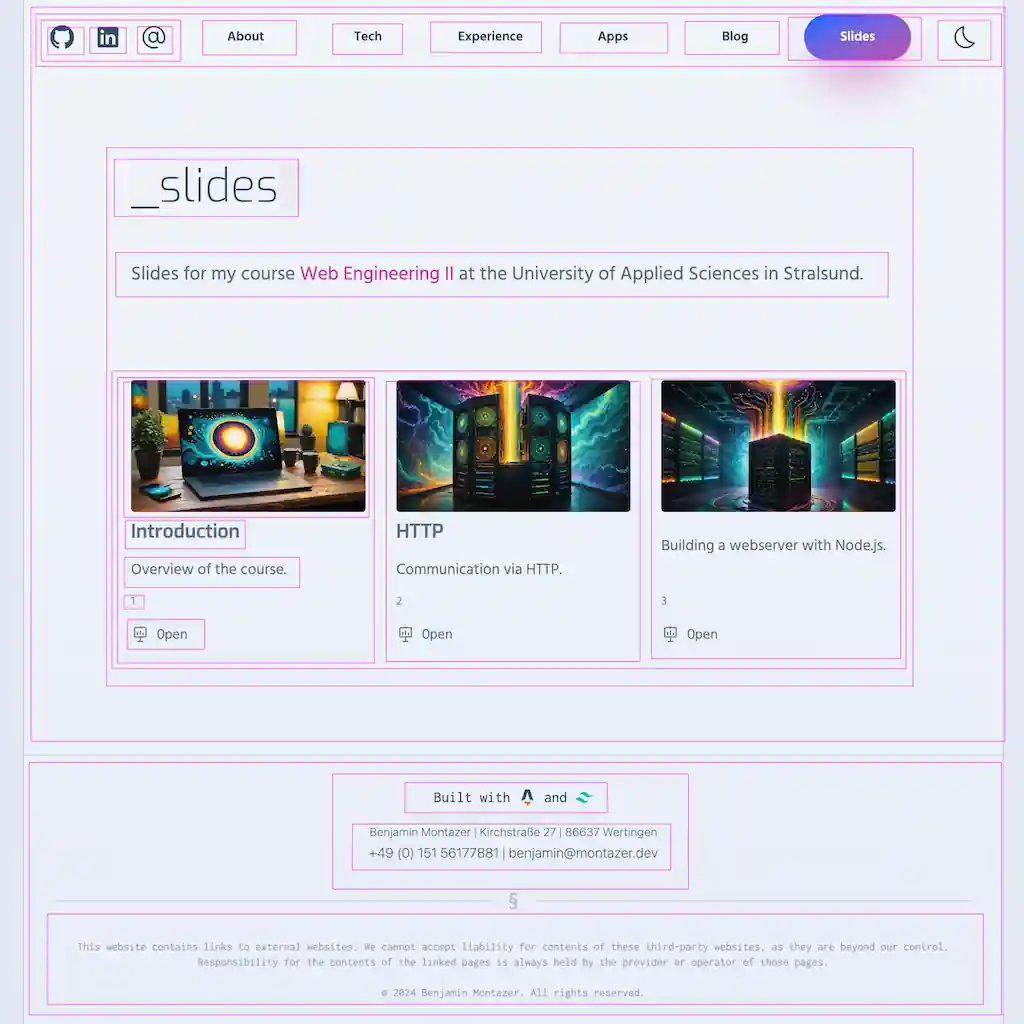 @ About Tech Experience Apps Blog Slides
_slides
Slides for my course Web Engineering II at the University of Applied Sciences in Stralsund.
Introduction
Overview of the course.
1
Open
HTTP
Communication via HTTP.
2
Open
Building a webserver with Node.js.
3
Open
Built with and
Benjamin Montazer | Kirchstraße 27 | 86637 Wertingen
+49 (0) 151 56177881 | benjamin@montazer.dev
§
This website contains links to external websites. We cannot accept liability for contents of these third-party websites, as they are beyond our control.
Responsibility for the contents of the linked pages is always held by the provider or operator of those pages.
© 2024 Benjamin Montazer. All rights reserved.